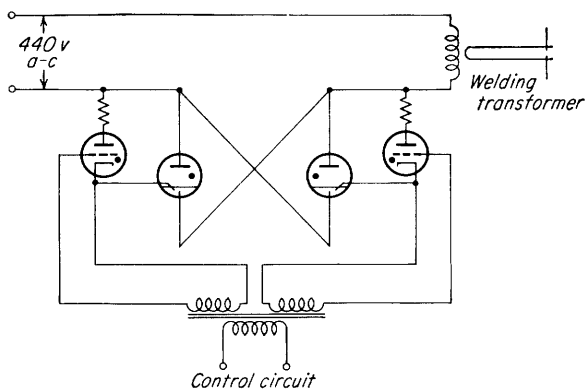 440 v
a-c
Welding
transformer
Control circuit